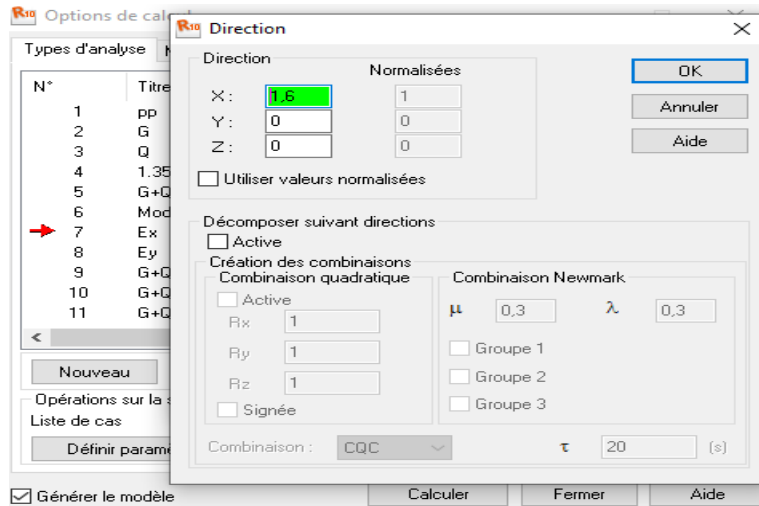 R10 Options de cal
R10 Direction
Types d'analyse
Direction
Normalisées
OK
N° Titre
X : 1,6 1
Annuler
1 pp
Y : 0 0
2 G
Z : 0 0
Aide
3 Q
4 1.35
Utiliser valeurs normalisées
5 G+Q
6 Mod
Décomposer suivant directions
7 Ex
Active
8 Ey
Création des combinaisons
9 G+Q
Combinaison quadratique Combinaison Newmark
10 G+Q
Active
μ 0,3 λ 0,3
11 G+Q
Rx 1
Groupe 1
Ry 1
Nouveau
Groupe 2
Rz 1
Opérations sur la s
Groupe 3
Signée
Liste de cas
Définir paramè
Combinaison : CQC τ 20 (s)
Générer le modèle
Calculer Fermer Aide